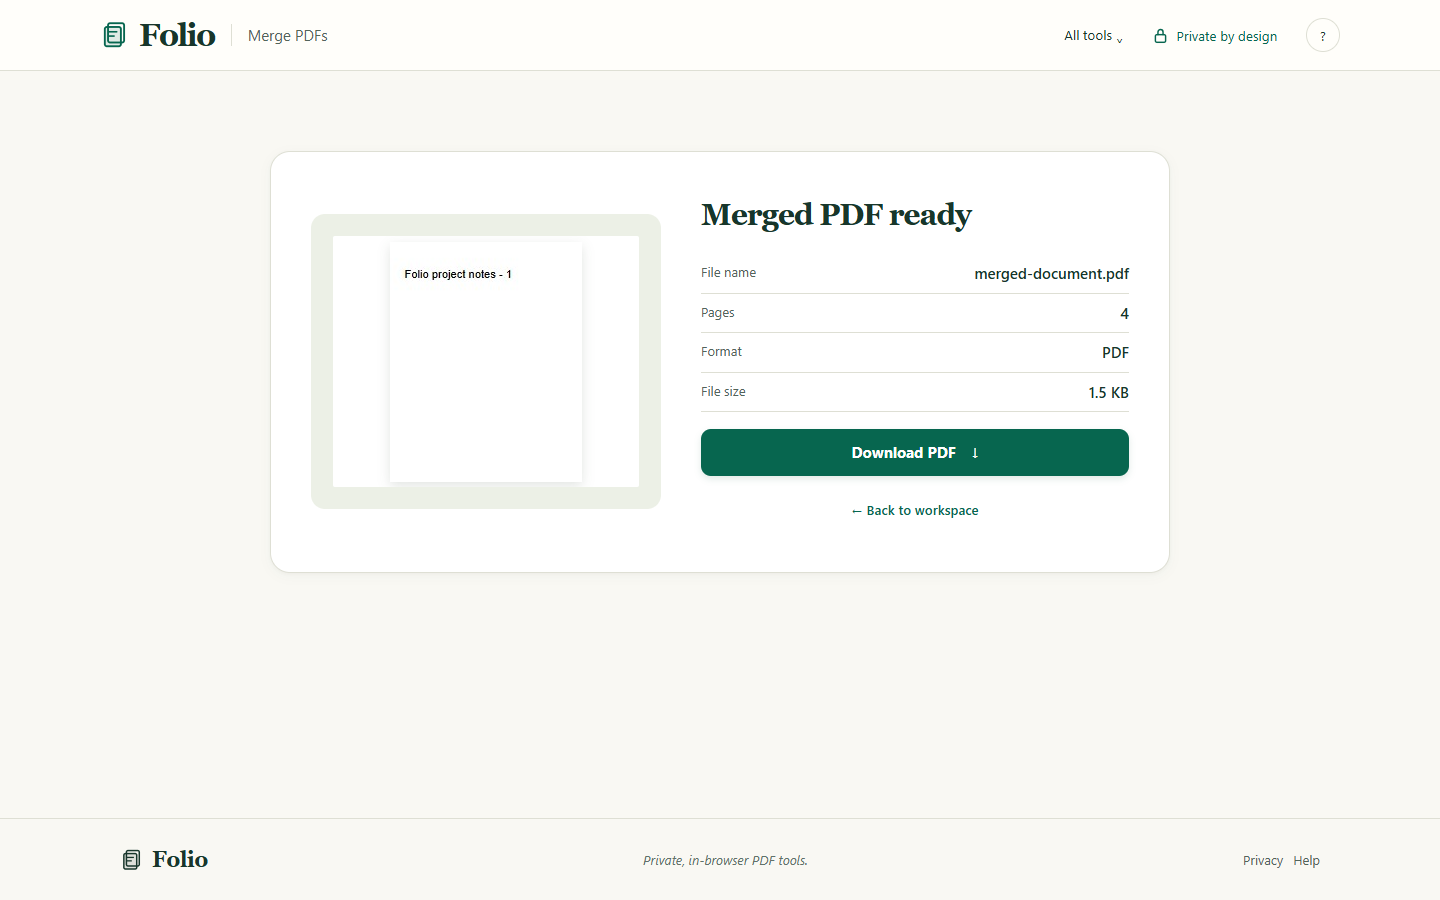 Folio
Merge PDFs
All tools
Private by design
?
Folio project notes - 1
Merged PDF ready
File name merged-document.pdf
Pages 4
Format PDF
File size 1.5 KB
Download PDF ↓
← Back to workspace
Folio
Private, in-browser PDF tools.
Privacy Help